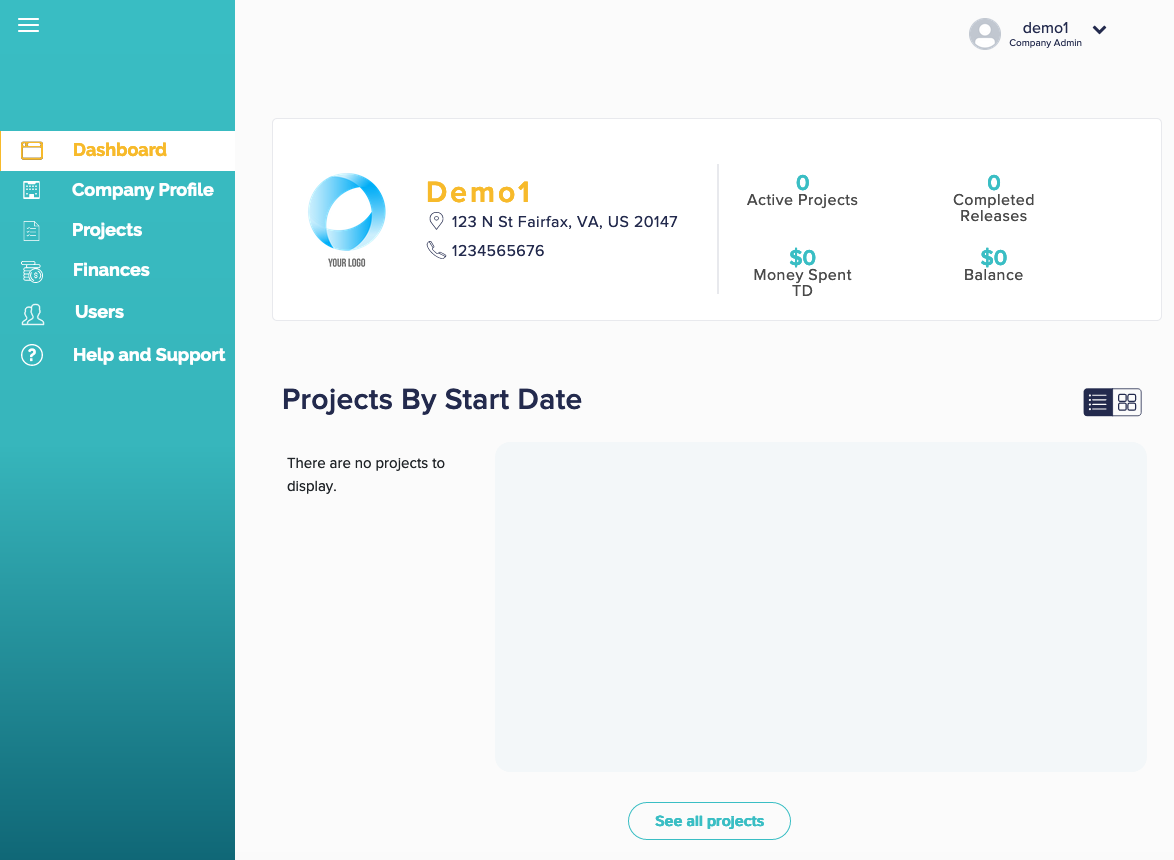 demo1
Company Admin
Dashboard
Company Profile
Projects
Finances
Users
Help and Support
YOUR LOGO
Demo1
123 N St Fairfax, VA, US 20147
1234565676
0
Active Projects
0
Completed
Releases
$0
Money Spent
TD
$0
Balance
Projects By Start Date
There are no projects to
display.
See all projects